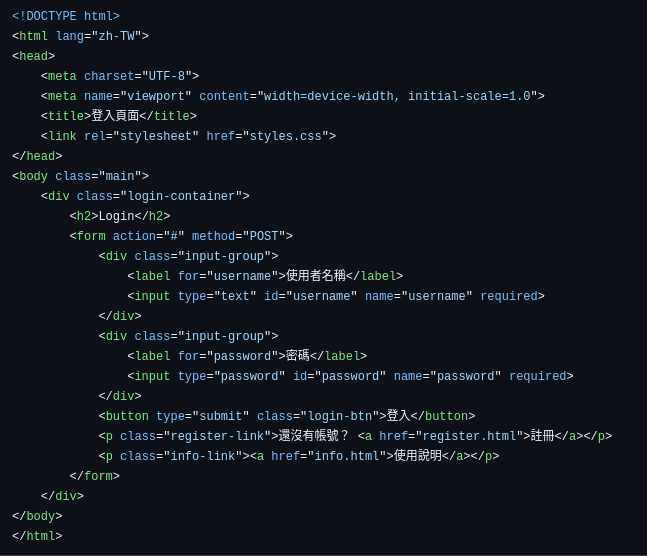 <!DOCTYPE html>
<html lang="zh-TW">
<head>
    <meta charset="UTF-8">
    <meta name="viewport" content="width=device-width, initial-scale=1.0">
    <title>登入頁面</title>
    <link rel="stylesheet" href="styles.css">
</head>
<body class="main">
    <div class="login-container">
        <h2>Login</h2>
        <form action="#" method="POST">
            <div class="input-group">
                <label for="username">使用者名稱</label>
                <input type="text" id="username" name="username" required>
            </div>
            <div class="input-group">
                <label for="password">密碼</label>
                <input type="password" id="password" name="password" required>
            </div>
            <button type="submit" class="login-btn">登入</button>
            <p class="register-link">還沒有帳號？ <a href="register.html">註冊</a></p>
            <p class="info-link"><a href="info.html">使用說明</a></p>
        </form>
    </div>
</body>
</html>